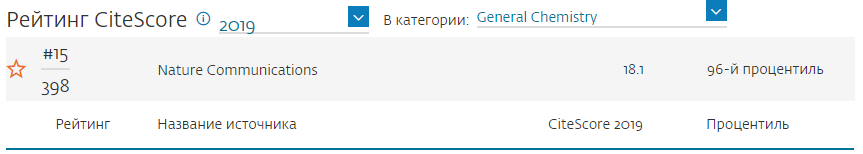 Рейтинг CiteScore 2019 В категории: General Chemistry
#15
398 Nature Communications 18.1 96-й процентиль
Рейтинг Название источника CiteScore 2019 Процентиль